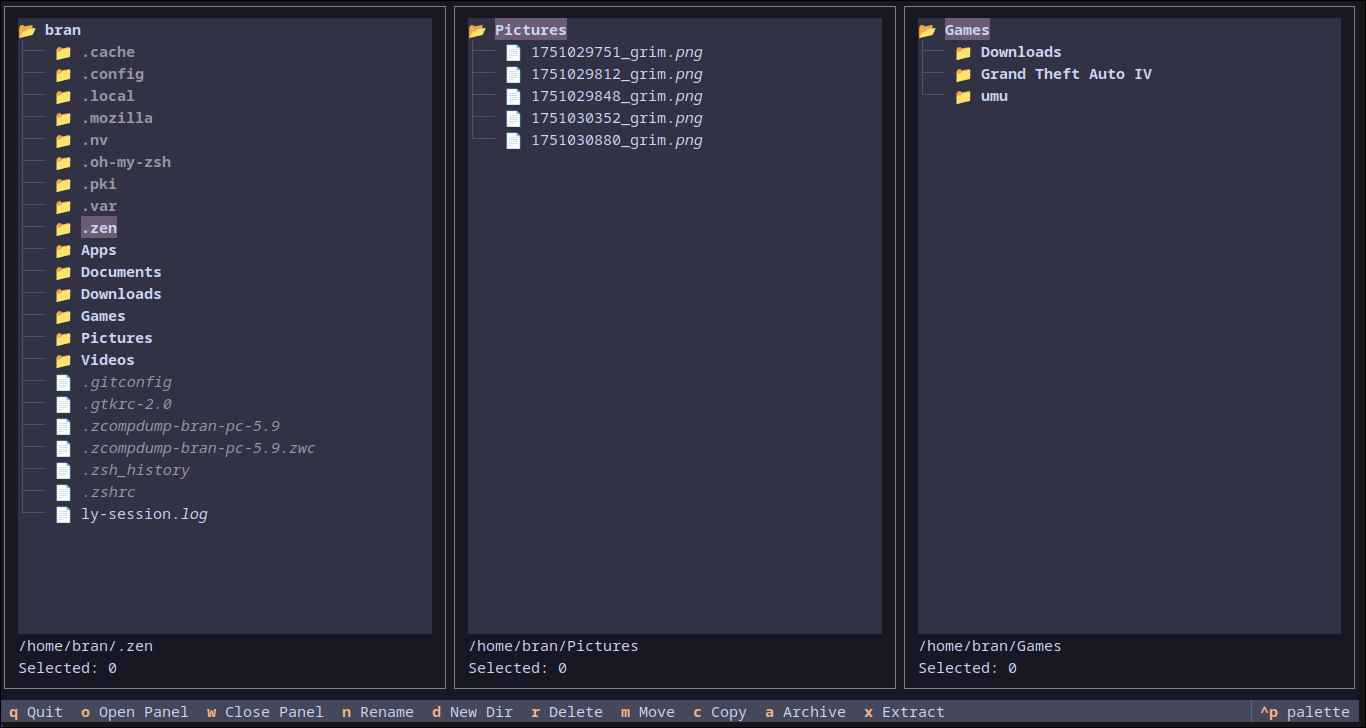 bran
.cache
.config
.local
.mozilla
.nv
.oh-my-zsh
.pki
.var
.zen
Apps
Documents
Downloads
Games
Pictures
Videos
.gitconfig
.gtkrc-2.0
.zcompdump-bran-pc-5.9
.zcompdump-bran-pc-5.9.zwc
.zsh_history
.zshrc
ly-session.log
/home/bran/.zen
Selected: 0
Pictures
1751029751_grim.png
1751029812_grim.png
1751029848_grim.png
1751030352_grim.png
1751030880_grim.png
/home/bran/Pictures
Selected: 0
Games
Downloads
Grand Theft Auto IV
umu
/home/bran/Games
Selected: 0
q Quit o Open Panel w Close Panel n Rename d New Dir r Delete m Move c Copy a Archive x Extract ^p palette